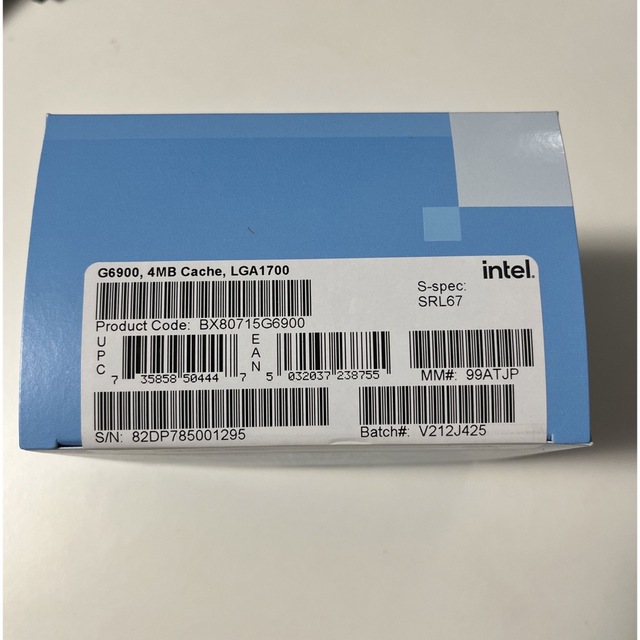 G6900, 4MB Cache, LGA1700
intel.
S-spec:
SRL67
Product Code: BX80715G6900
UPC
7 35858 50444 7
EAN
5 032037 238755
MM#: 99ATJP
S/N: 82DP785001295
Batch#: V212J425